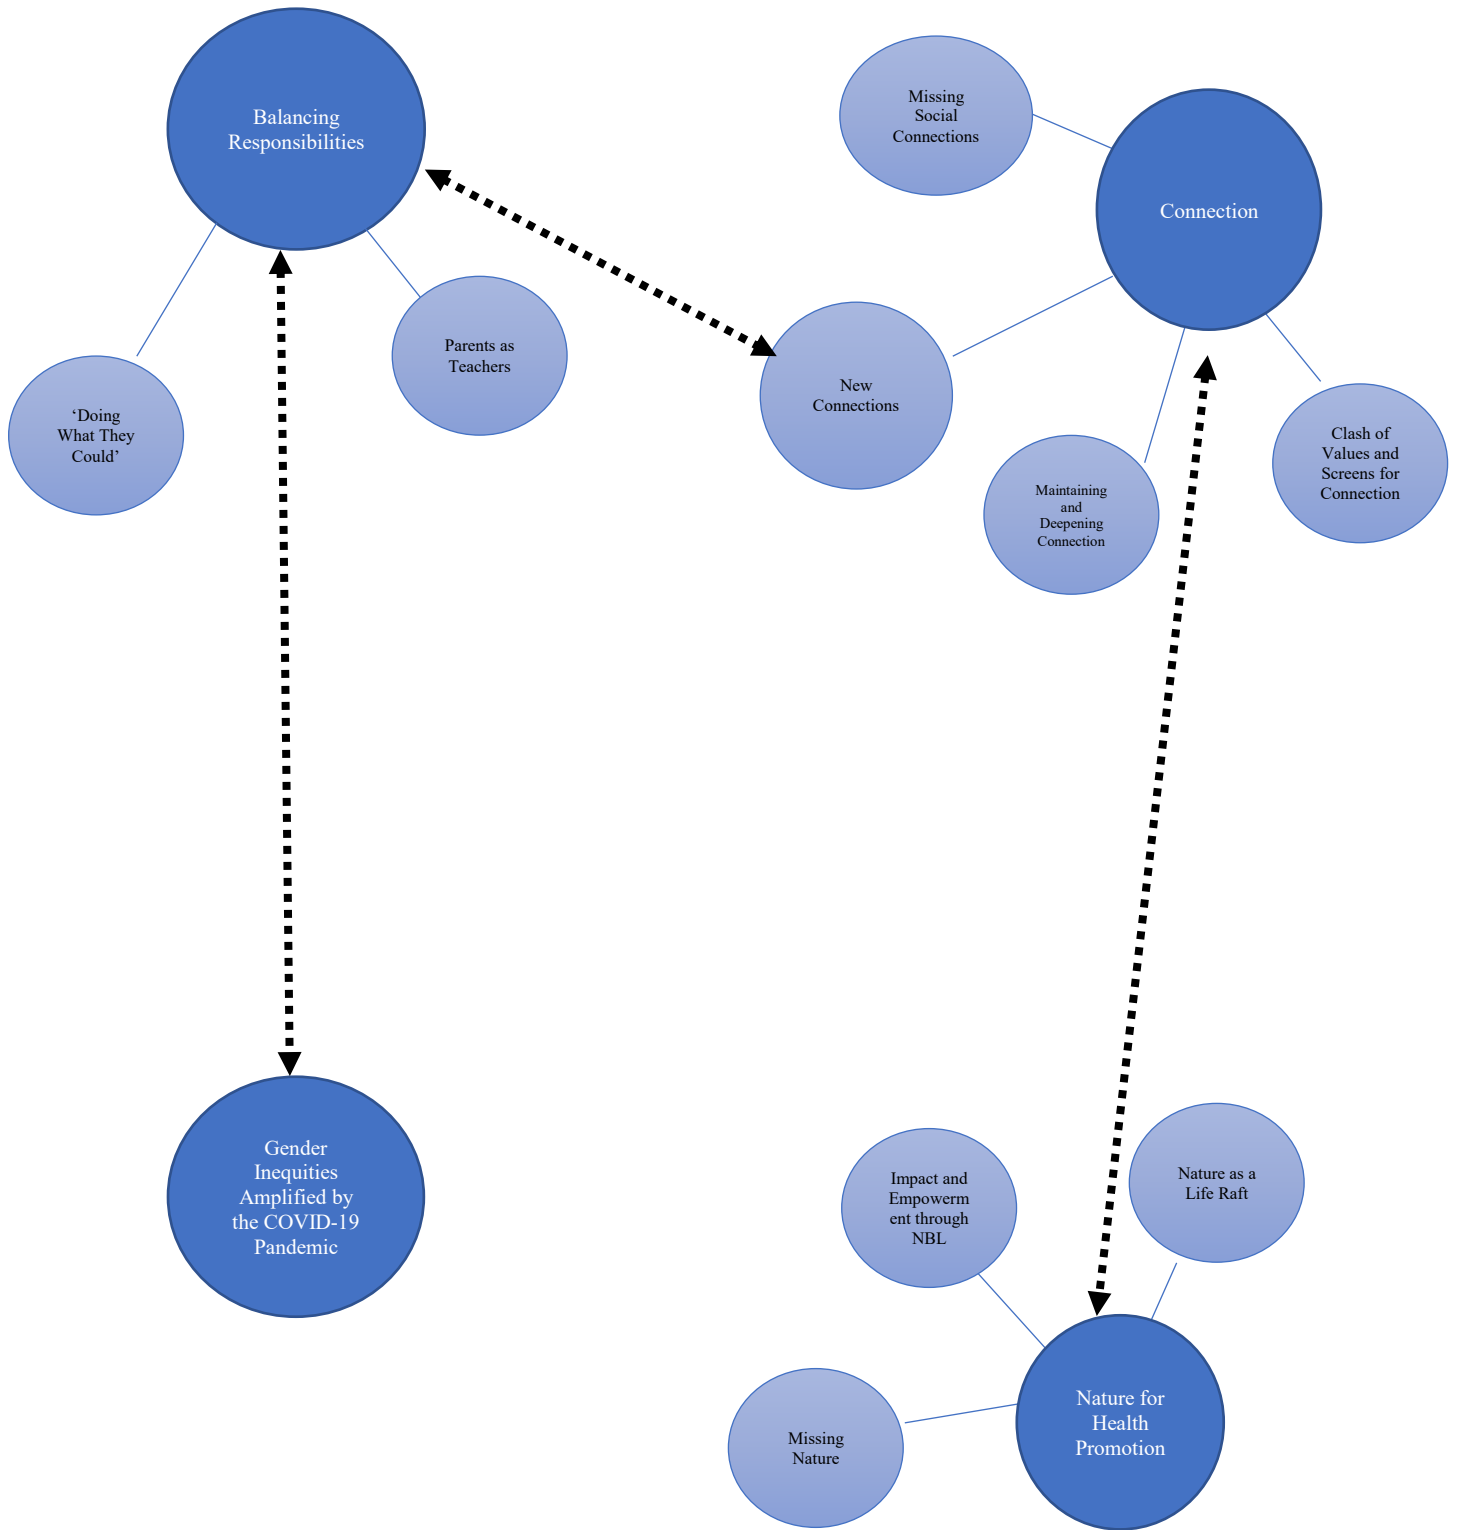 Balancing
Responsibilities
Missing
Social
Connections
Connection
Parents as
Teachers
‘Doing
What They
Could’
New
Connections
Maintaining
and
Deepening
Connection
Clash of
Values and
Screens for
Connection
Gender
Inequities
Amplified by
the COVID-19
Pandemic
Impact and
Empowerm
ent through
NBL
Nature as a
Life Raft
Nature for
Health
Promotion
Missing
Nature